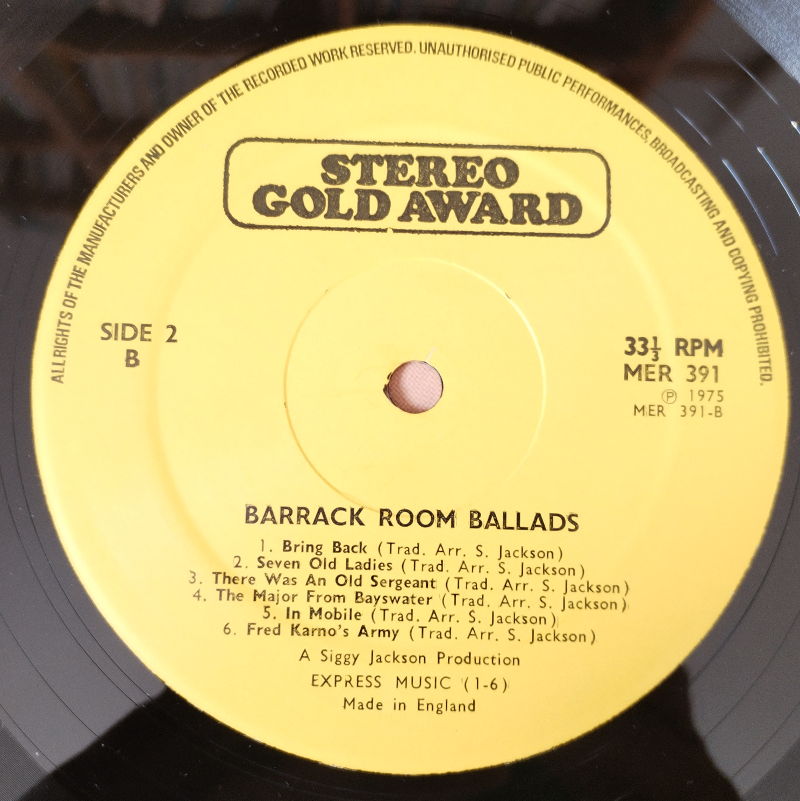 ALL RIGHTS OF THE MANUFACTURERS AND OWNER OF THE RECORDED WORK RESERVED. UNAUTHORISED PUBLIC PERFORMANCES, BROADCASTING AND COPYING PROHIBITED.
STEREO
GOLD AWARD
SIDE 2
B
33⅓ RPM
MER 391
℗ 1975
MER 391-B
BARRACK ROOM BALLADS
1. Bring Back (Trad. Arr. S. Jackson)
2. Seven Old Ladies (Trad. Arr. S. Jackson)
3. There Was An Old Sergeant (Trad. Arr. S. Jackson)
4. The Major From Bayswater (Trad. Arr. S. Jackson)
5. In Mobile (Trad. Arr. S. Jackson)
6. Fred Karno's Army (Trad. Arr. S. Jackson)
A Siggy Jackson Production
EXPRESS MUSIC (1-6)
Made in England